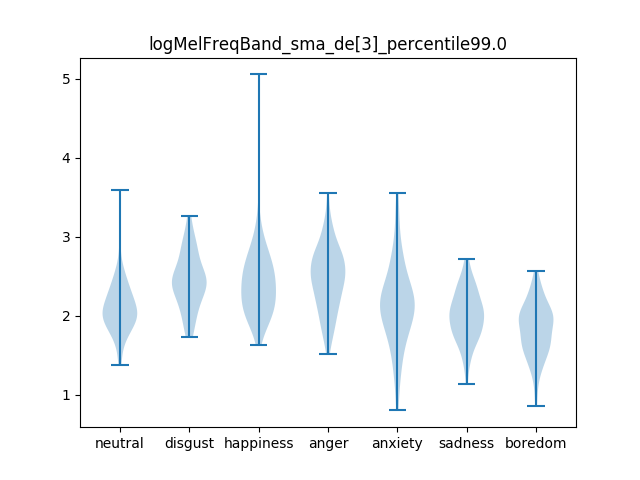 logMelFreqBand_sma_de[3]_percentile99.0
5
4
3
2
1
neutral disgust happiness anger anxiety sadness boredom